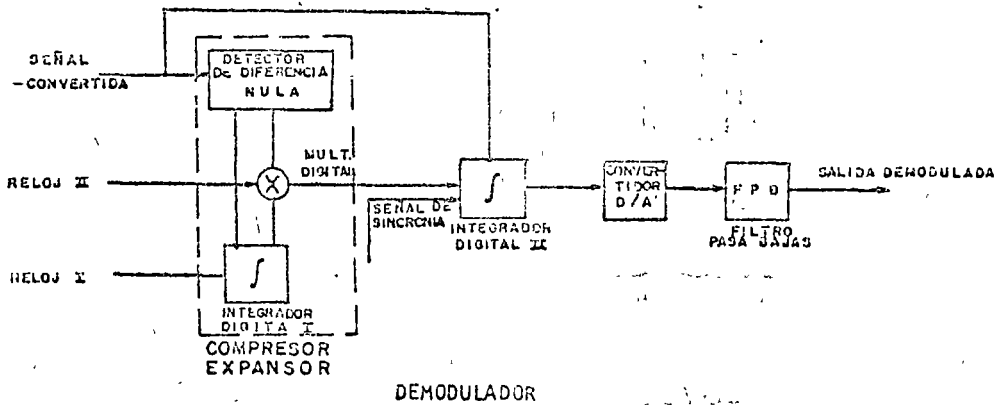 SEÑAL
-CONVERTIDA
DETECTOR
De DIFERENCIA
NULA
MULT.
DIGITAL
RELOJ II
SEÑAL DE
SINCRONIA
INTEGRADOR
DIGITAL II
CONVER-
TIDOR
D/A
F P B
FILTRO
PASA BAJAS
SALIDA DEMODULADA
RELOJ I
INTEGRADOR
DIGITA I
COMPRESOR
EXPANSOR
DEMODULADOR